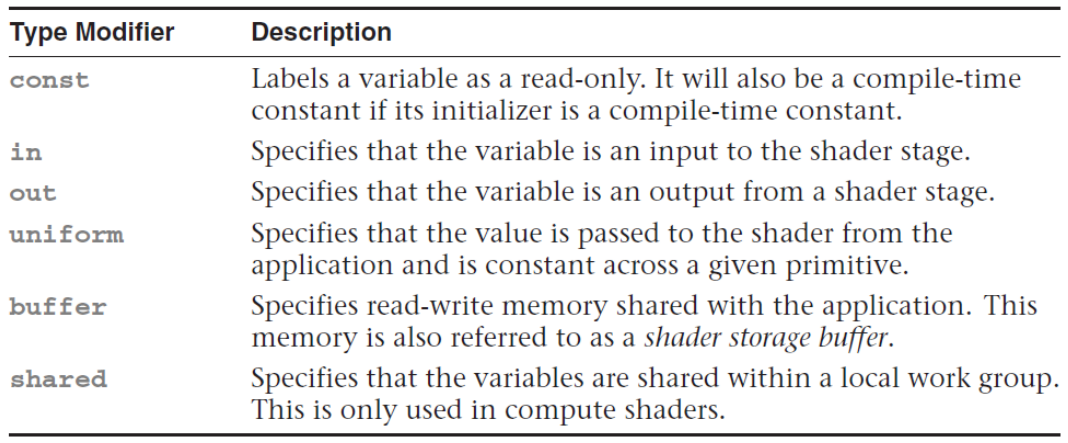 Type Modifier Description
const Labels a variable as a read-only. It will also be a compile-time
constant if its initializer is a compile-time constant.
in Specifies that the variable is an input to the shader stage.
out Specifies that the variable is an output from a shader stage.
uniform Specifies that the value is passed to the shader from the
application and is constant across a given primitive.
buffer Specifies read-write memory shared with the application. This
memory is also referred to as a shader storage buffer.
shared Specifies that the variables are shared within a local work group.
This is only used in compute shaders.